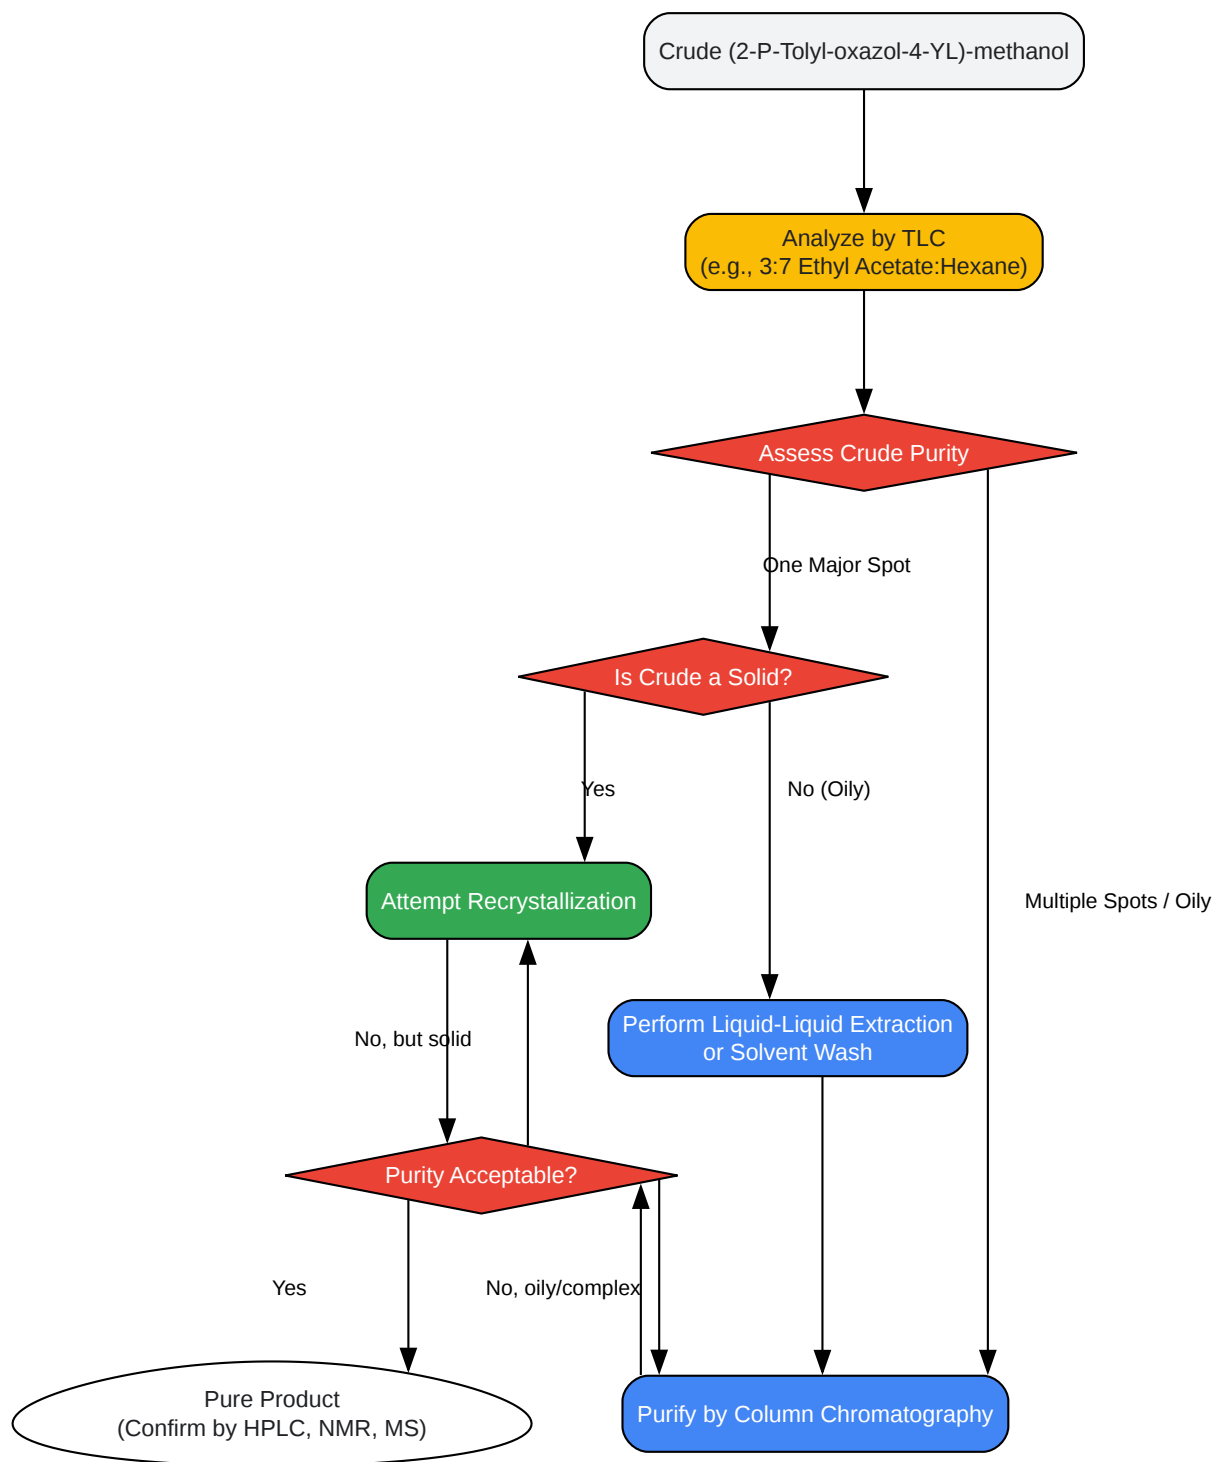 Crude (2-P-Tolyl-oxazol-4-YL)-methanol
Analyze by TLC
(e.g., 3:7 Ethyl Acetate:Hexane)
Assess Crude Purity
One Major Spot
Is Crude a Solid?
Yes
No (Oily)
Attempt Recrystallization
Multiple Spots / Oily
No, but solid
Perform Liquid-Liquid Extraction
or Solvent Wash
Purity Acceptable?
Yes
No, oily/complex
Pure Product
(Confirm by HPLC, NMR, MS)
Purify by Column Chromatography